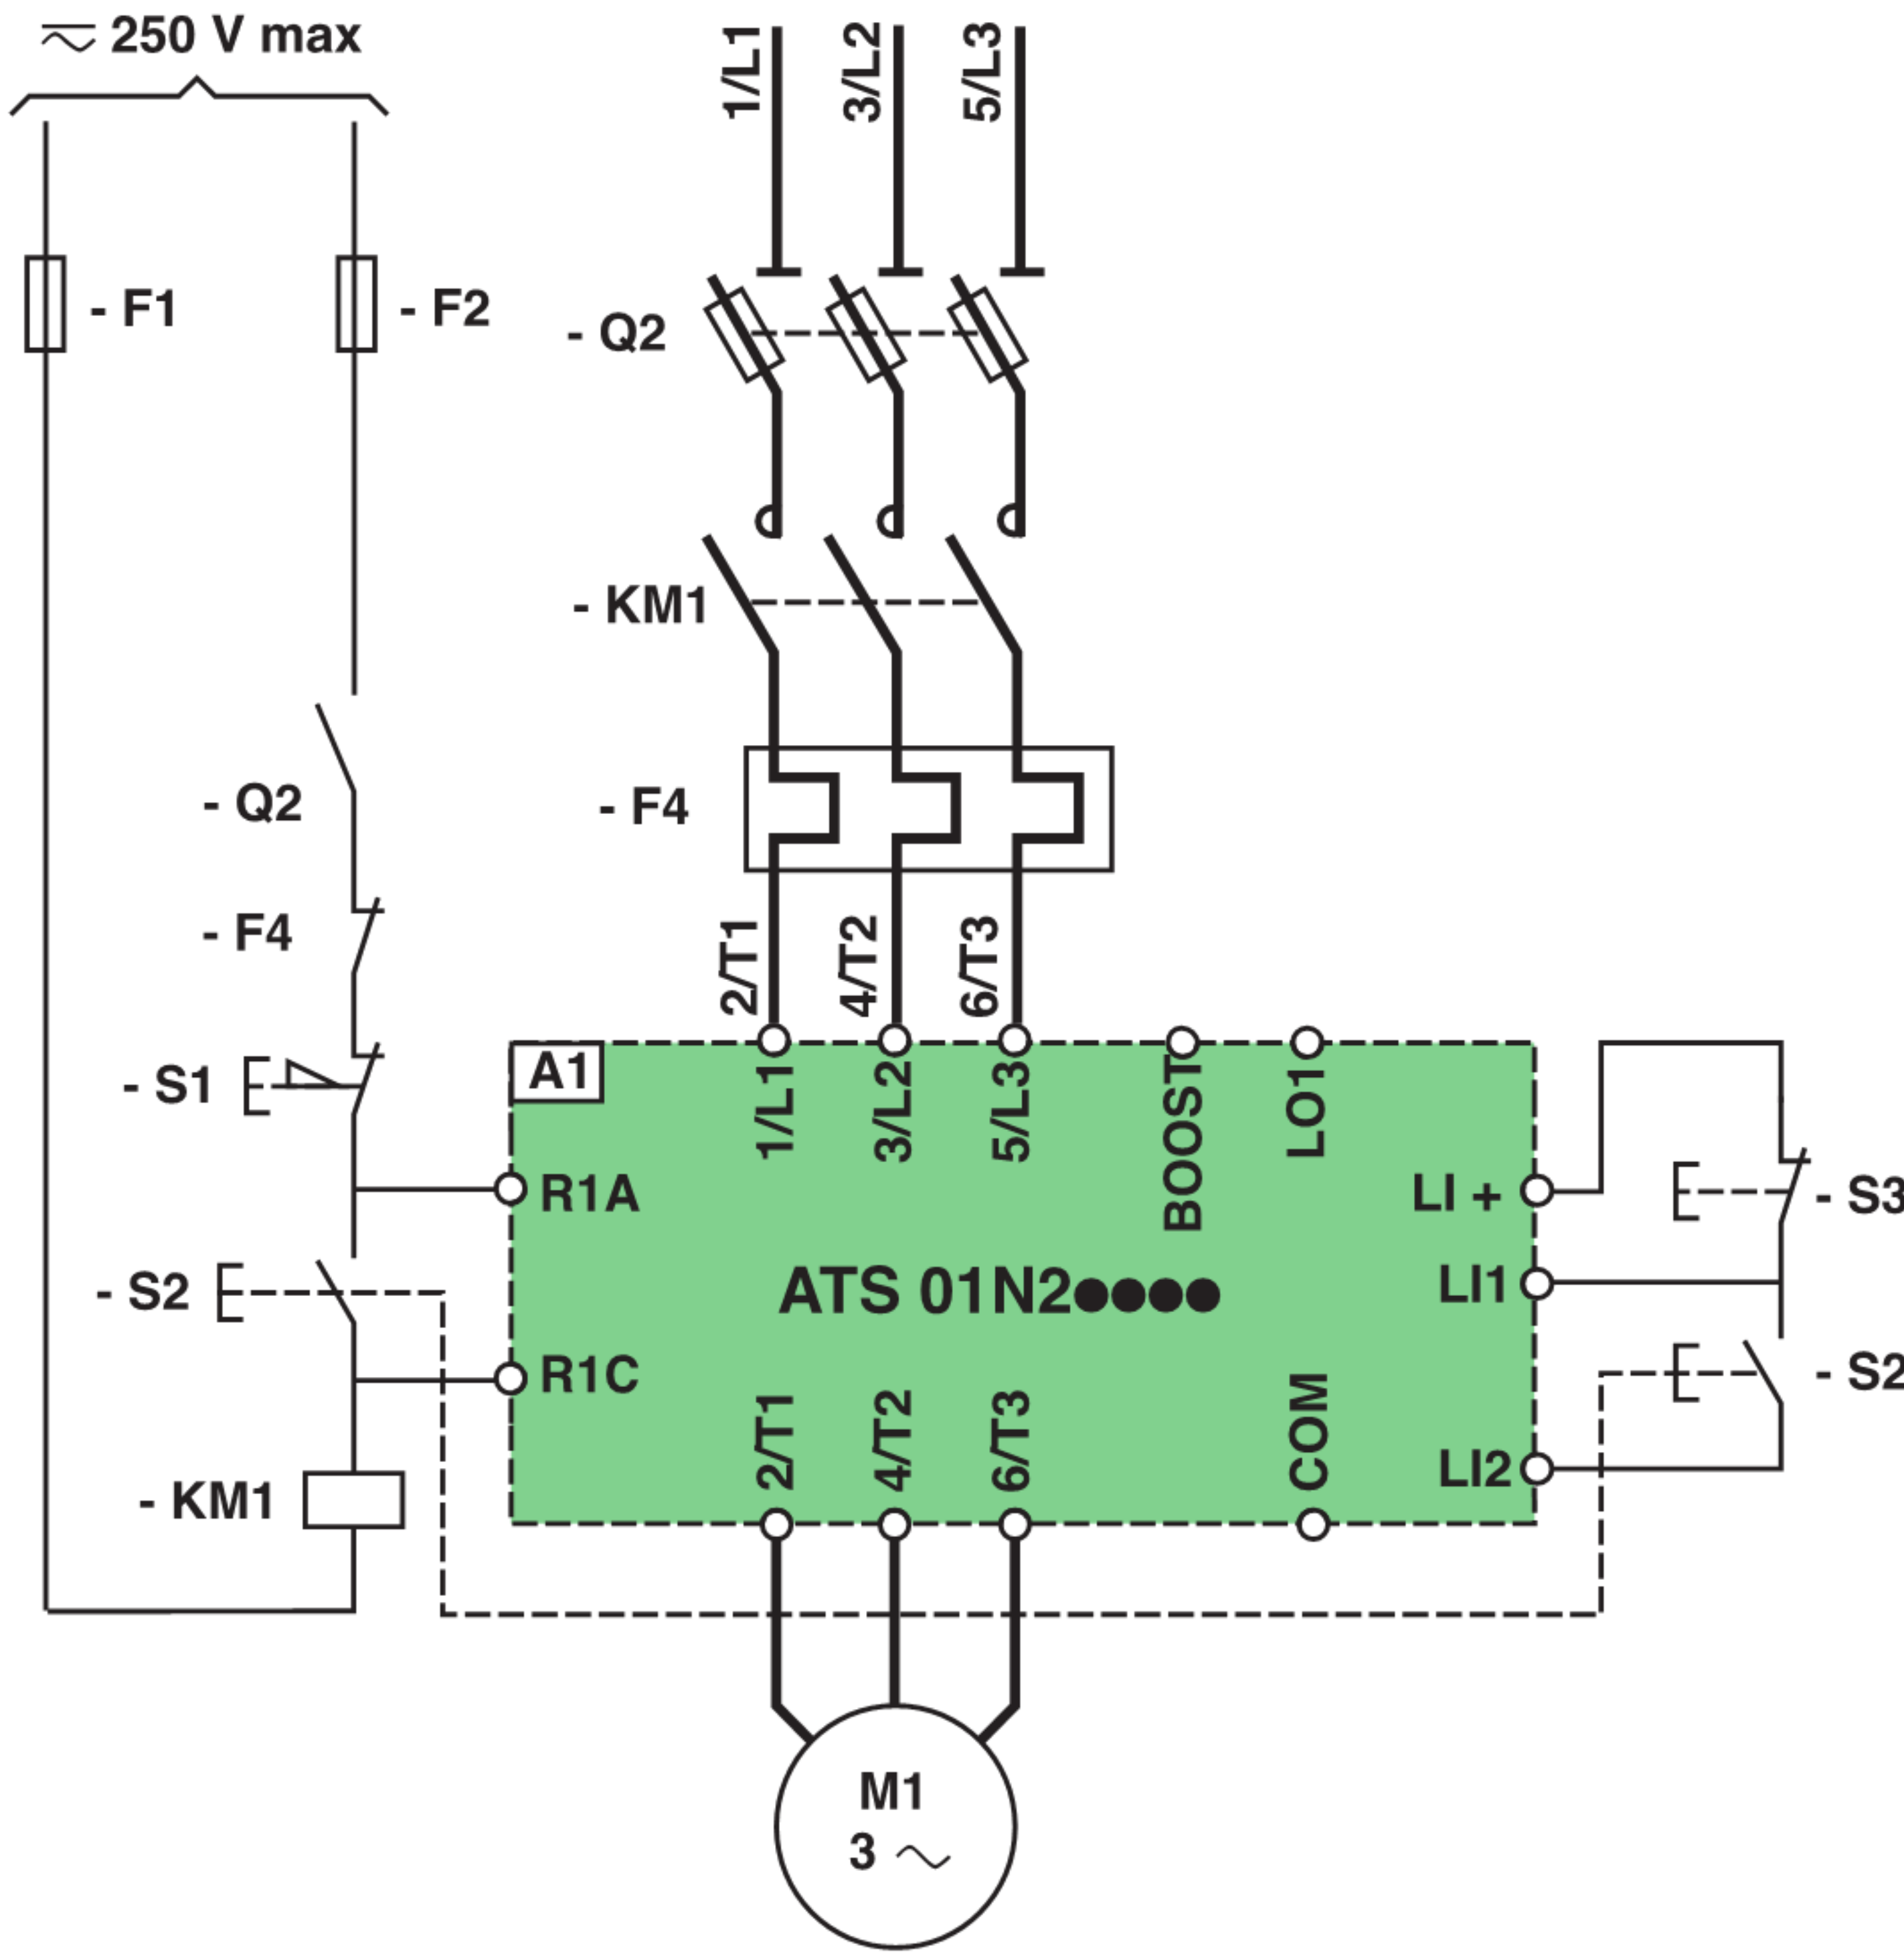 250 V max
1/L1
3/L2
5/L3
- F1
- F2
- Q2
- KM1
- Q2
- F4
- F4
2/T1
4/T2
6/T3
- S1
A1
1/L1
3/L2
5/L3
BOOST
LO1
R1A
LI +
- S3
- S2
ATS 01N2●●●●
LI1
R1C
- S2
2/T1
4/T2
6/T3
COM
LI2
- KM1
M1
3 ~